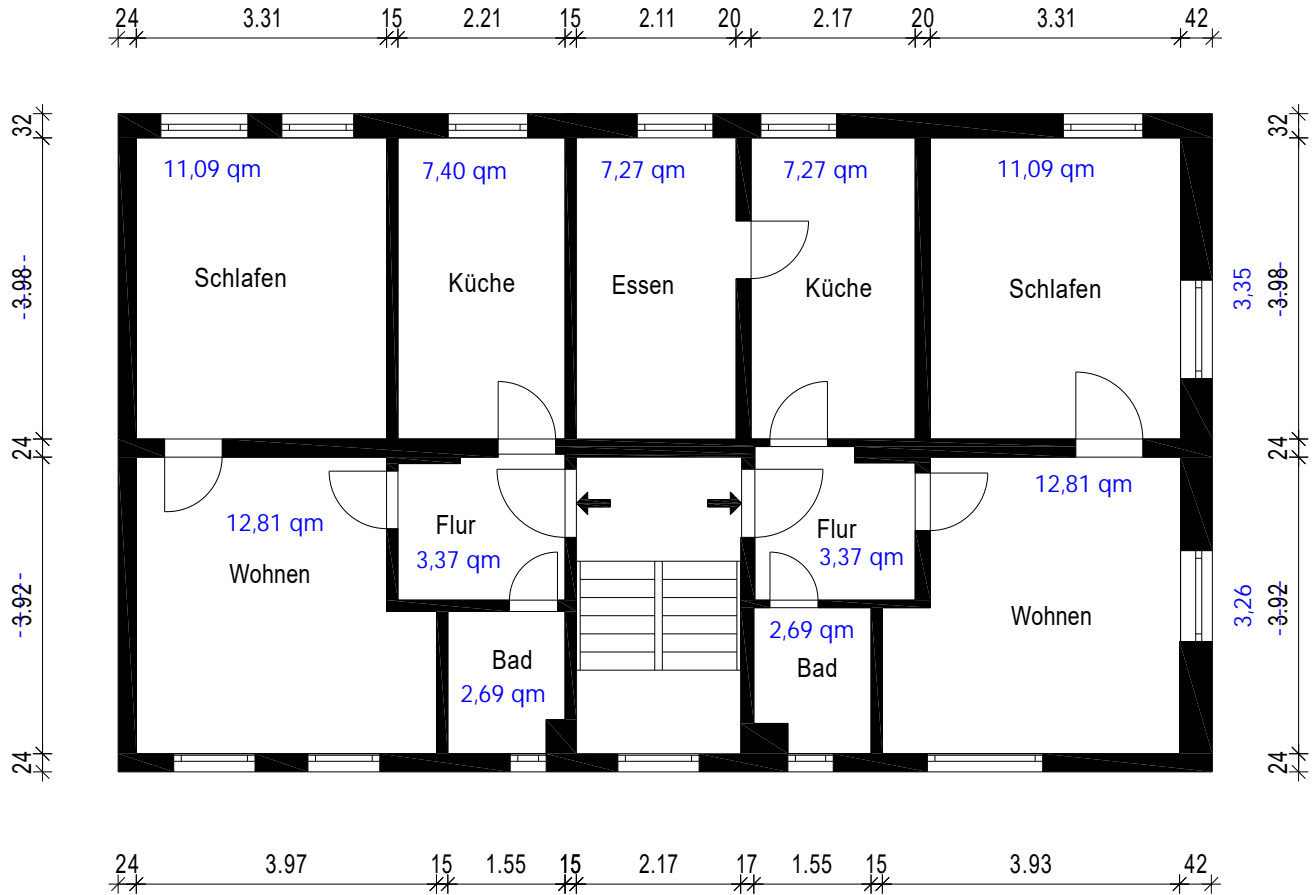 24 3.31 15 2.21 15 2.11 20 2.17 20 3.31 42
32 32
11,09 qm 7,40 qm 7,27 qm 7,27 qm 11,09 qm
Schlafen Küche Essen Küche Schlafen
3.98 3,35 3.98
24 24
12,81 qm Flur Flur 12,81 qm
3,37 qm 3,37 qm
Wohnen Wohnen
3.92 3,26 3.92
Bad 2,69 qm
2,69 qm Bad
24 24
24 3.97 15 1.55 15 2.17 17 1.55 15 3.93 42